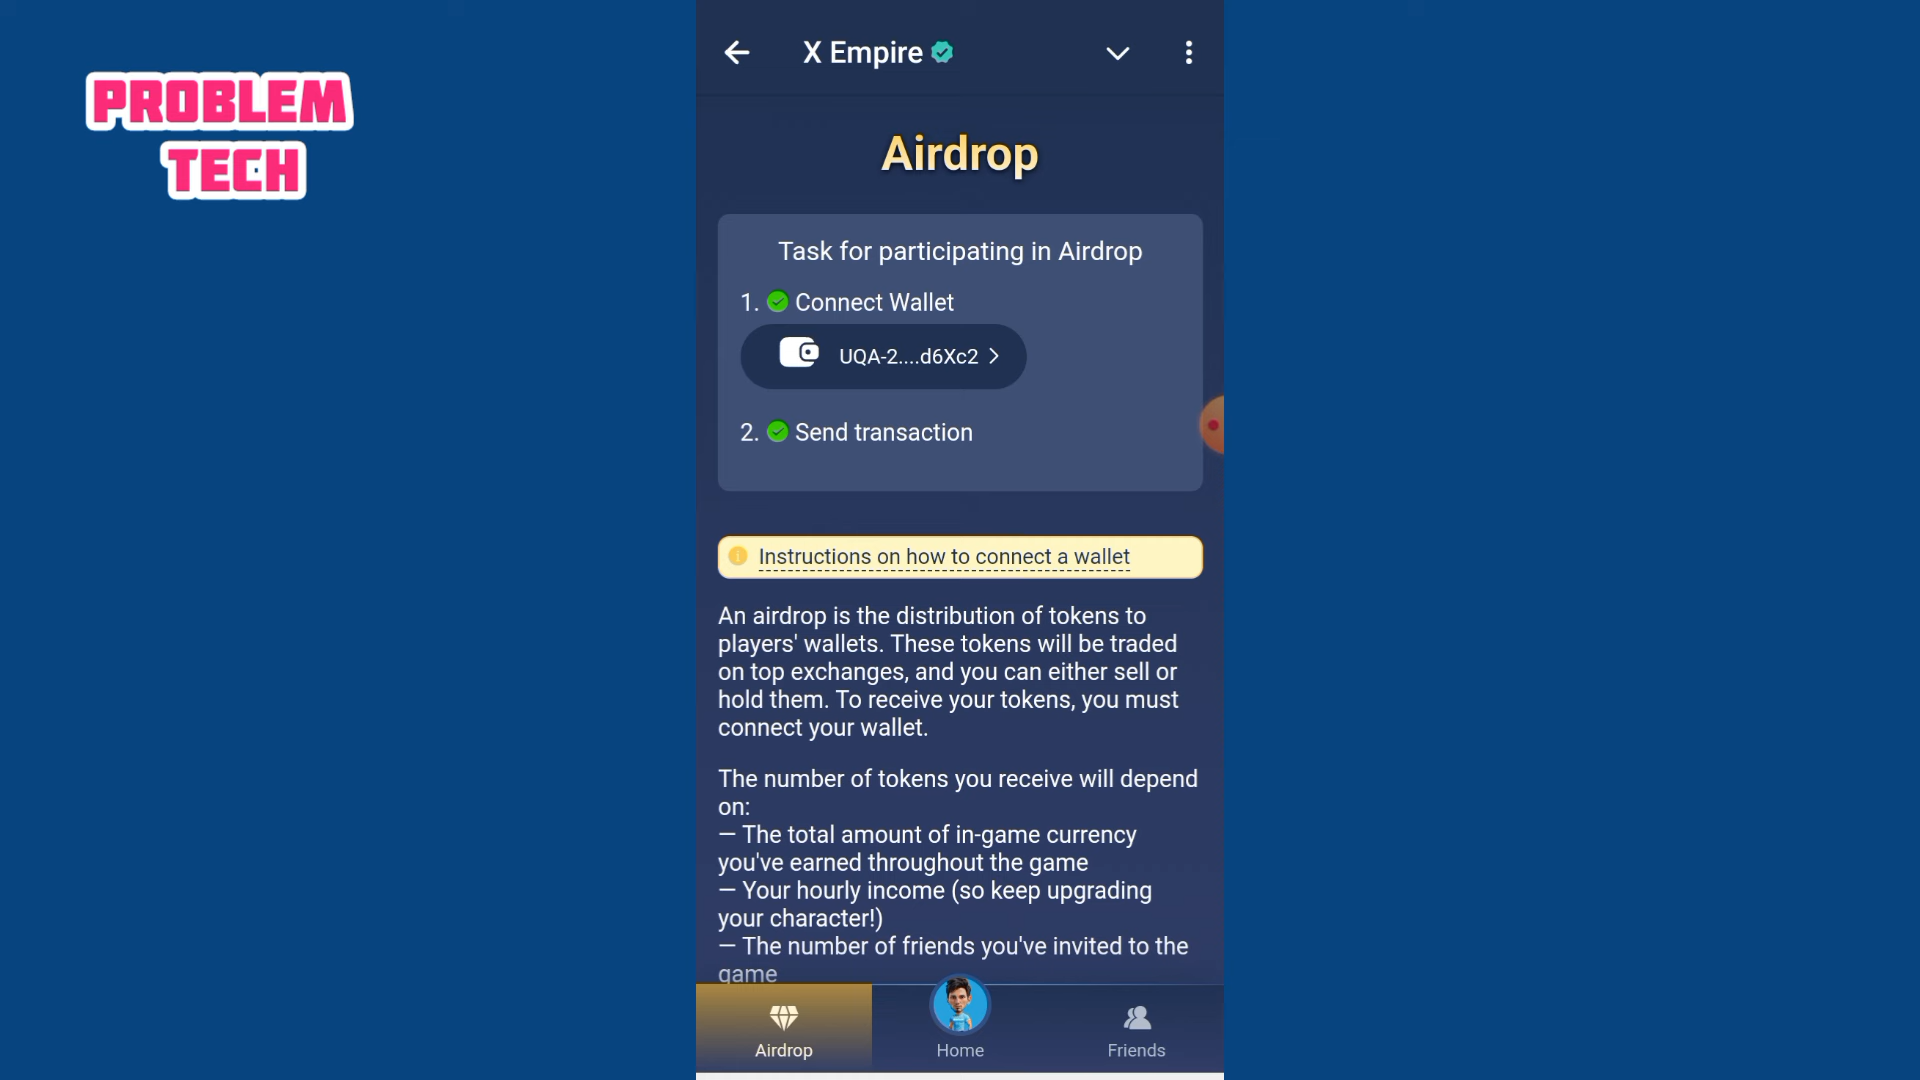 PROBLEM
TECH
X Empire
Airdrop
Task for participating in Airdrop
1. Connect Wallet
UQA-2....d6Xc2
2. Send transaction
Instructions on how to connect a wallet
An airdrop is the distribution of tokens to
players' wallets. These tokens will be traded
on top exchanges, and you can either sell or
hold them. To receive your tokens, you must
connect your wallet.
The number of tokens you receive will depend
on:
— The total amount of in-game currency
you've earned throughout the game
— Your hourly income (so keep upgrading
your character!)
— The number of friends you've invited to the
game
Airdrop
Home
Friends